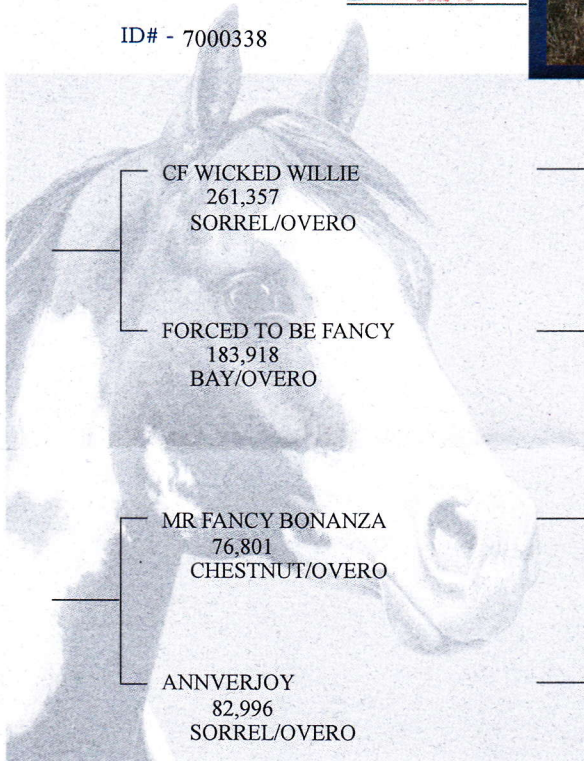 ID# - 7000338
CF WICKED WILLIE
261,357
SORREL/OVERO
FORCED TO BE FANCY
183,918
BAY/OVERO
MR FANCY BONANZA
76,801
CHESTNUT/OVERO
ANNVERJOY
82,996
SORREL/OVERO